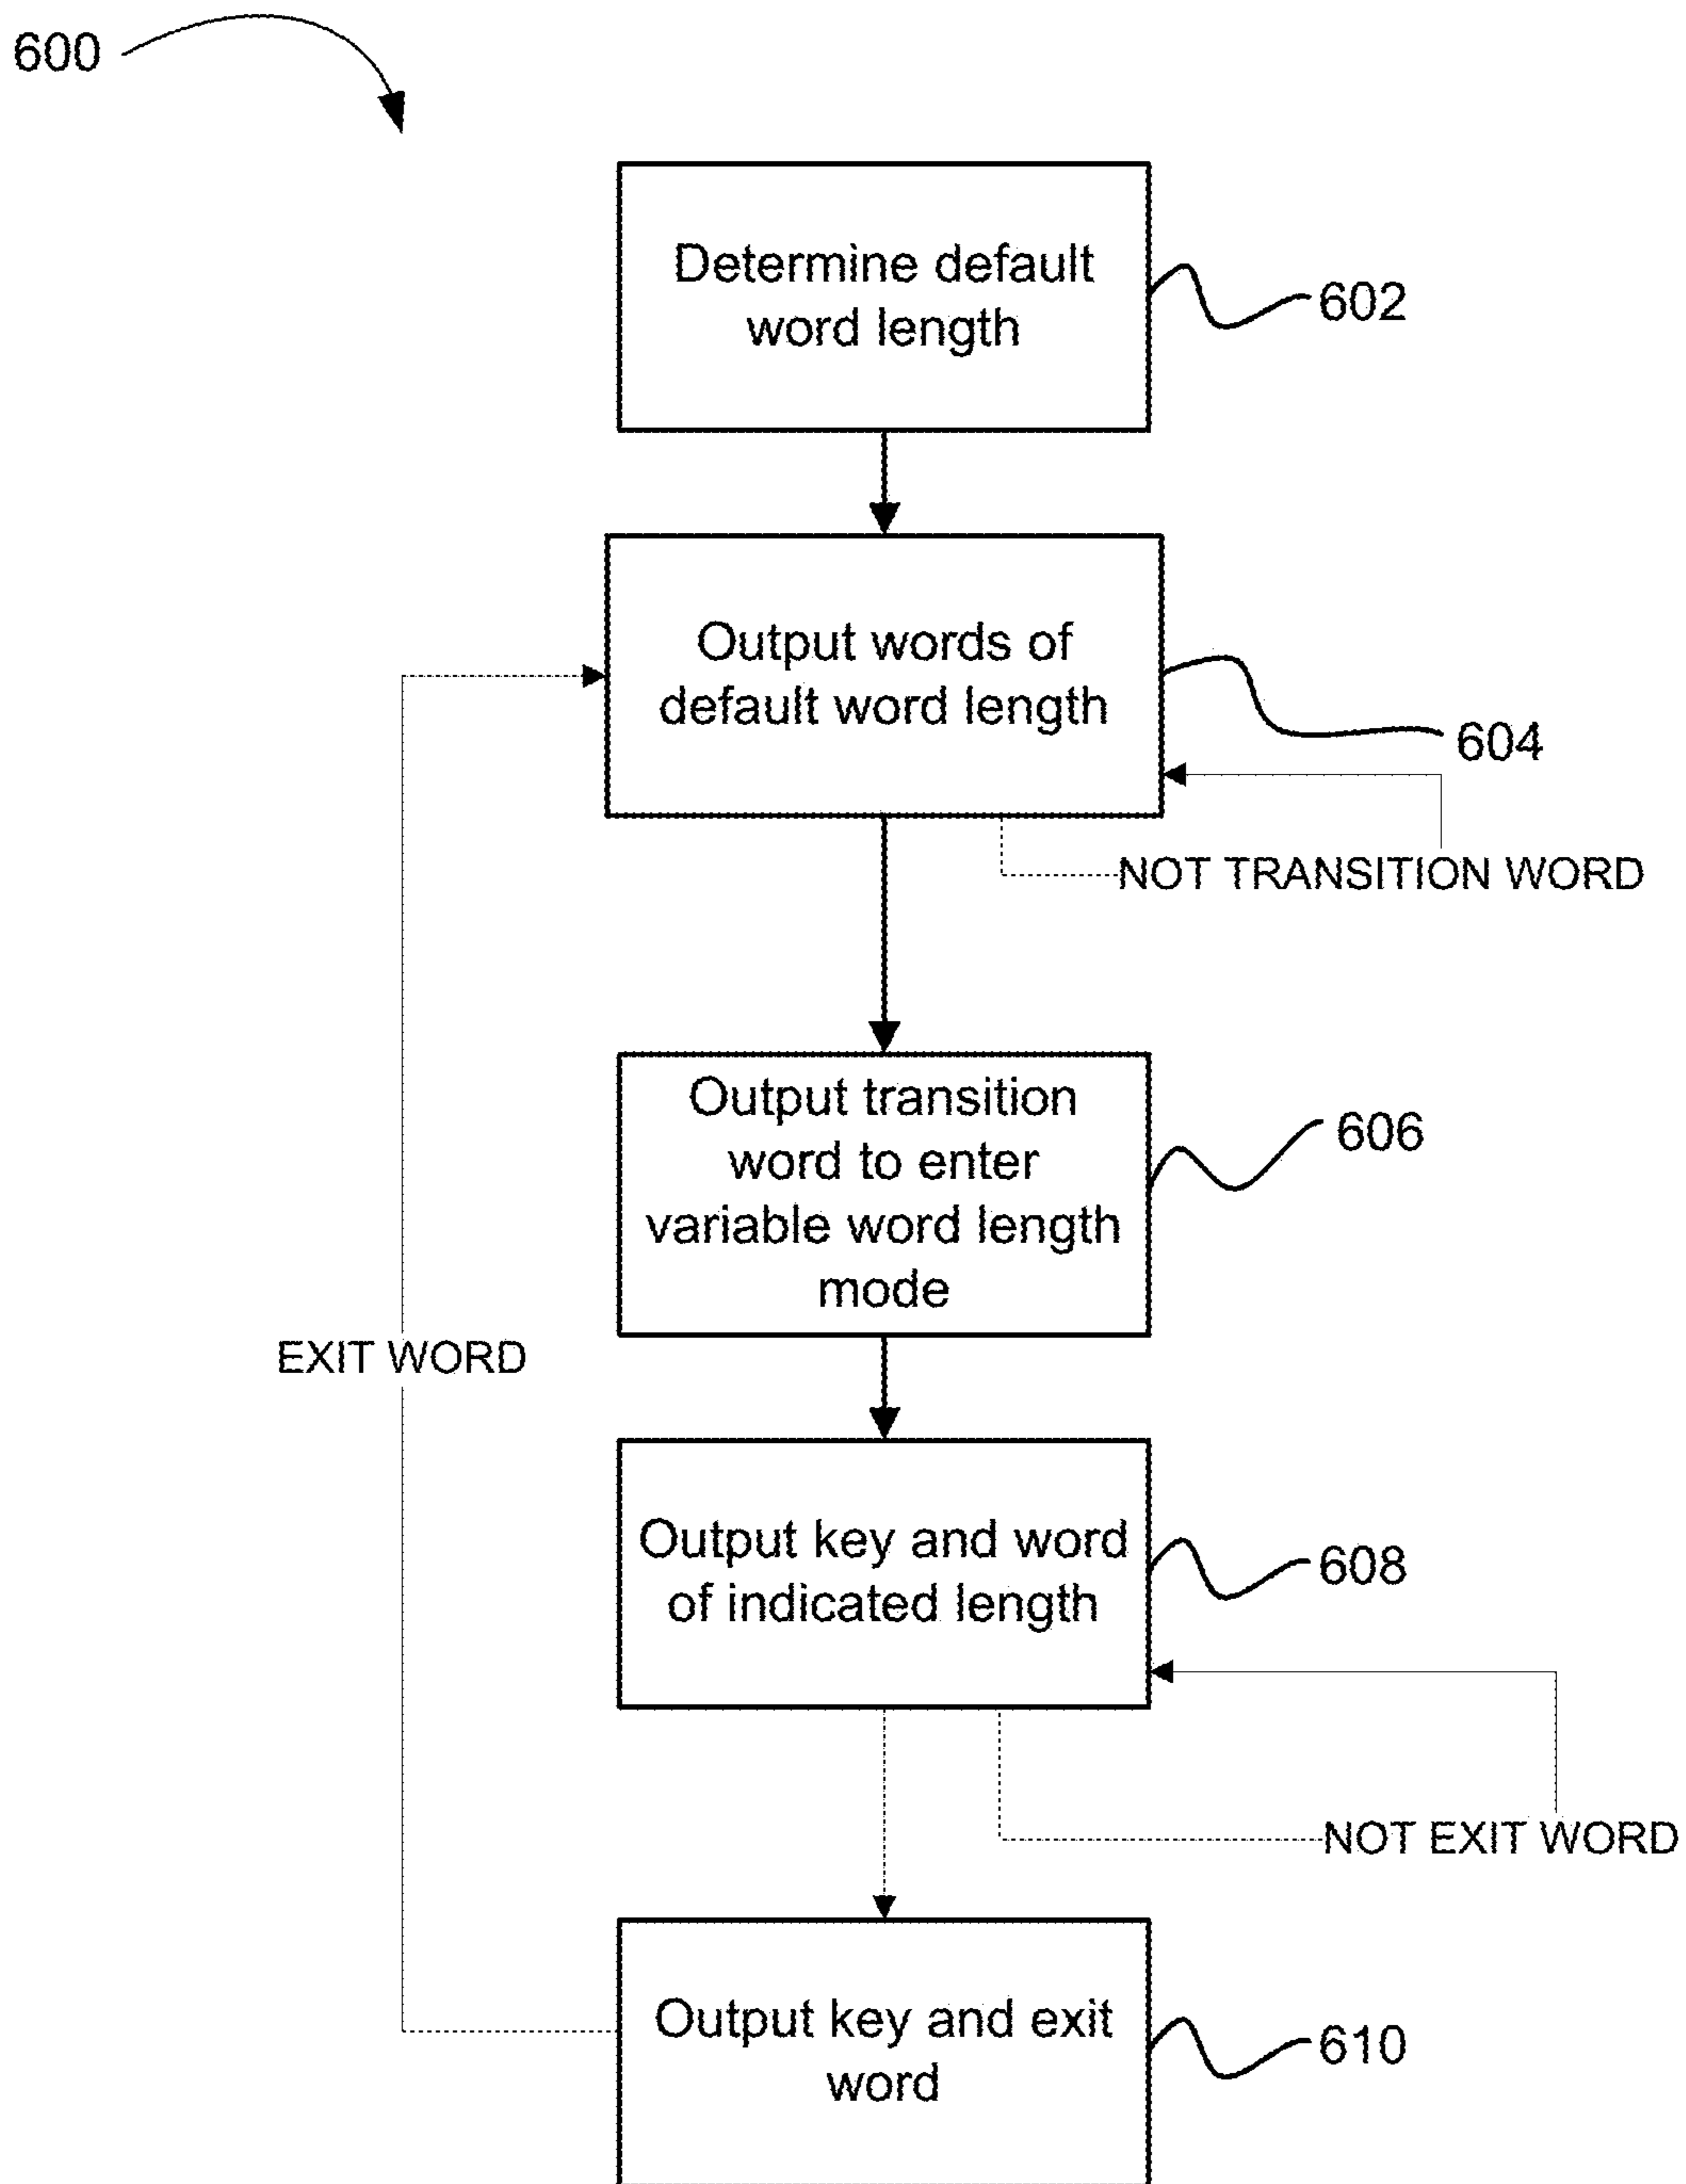 600
Determine default
word length
602
Output words of
default word length
604
NOT TRANSITION WORD
Output transition
word to enter
variable word length
mode
606
EXIT WORD
Output key and word
of indicated length
608
NOT EXIT WORD
Output key and exit
word
610